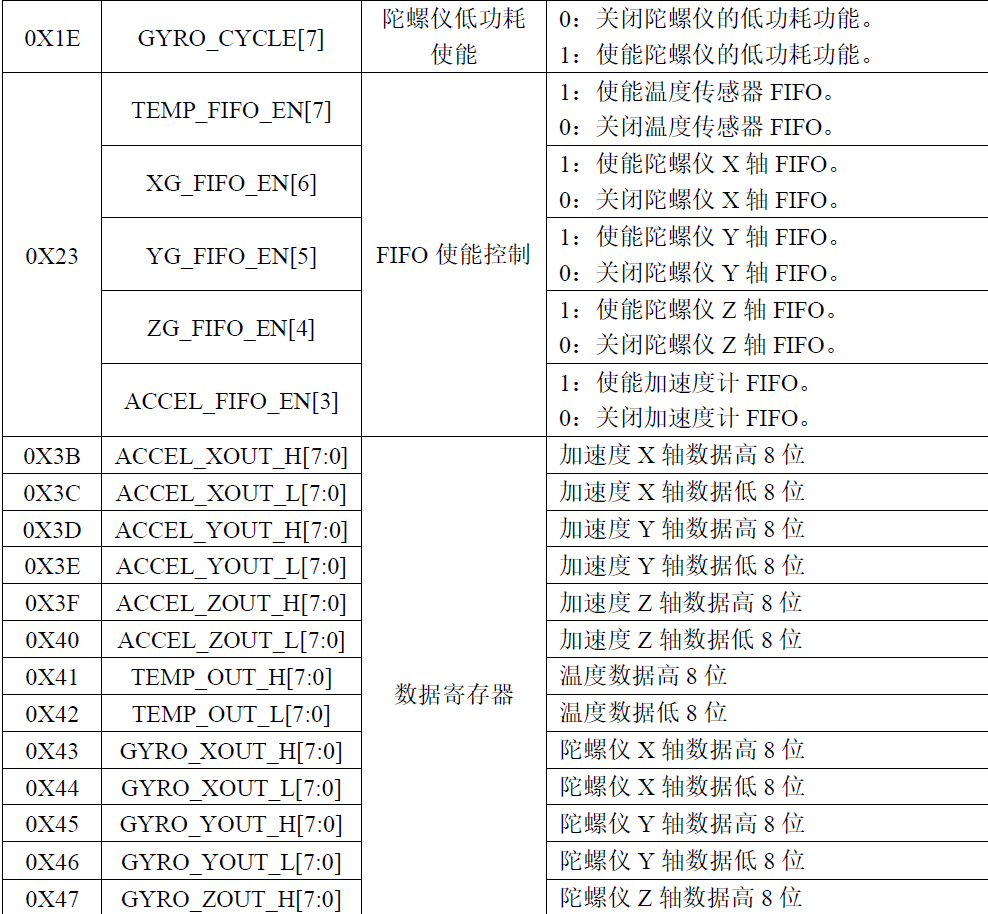 0X1E GYRO_CYCLE[7] 陀螺仪低功耗使能 0：关闭陀螺仪的低功耗功能。
1：使能陀螺仪的低功耗功能。
0X23 TEMP_FIFO_EN[7] FIFO 使能控制 1：使能温度传感器 FIFO。
0：关闭温度传感器 FIFO。
XG_FIFO_EN[6] 1：使能陀螺仪 X 轴 FIFO。
0：关闭陀螺仪 X 轴 FIFO。
YG_FIFO_EN[5] 1：使能陀螺仪 Y 轴 FIFO。
0：关闭陀螺仪 Y 轴 FIFO。
ZG_FIFO_EN[4] 1：使能陀螺仪 Z 轴 FIFO。
0：关闭陀螺仪 Z 轴 FIFO。
ACCEL_FIFO_EN[3] 1：使能加速度计 FIFO。
0：关闭加速度计 FIFO。
0X3B ACCEL_XOUT_H[7:0] 数据寄存器 加速度 X 轴数据高 8 位
0X3C ACCEL_XOUT_L[7:0] 加速度 X 轴数据低 8 位
0X3D ACCEL_YOUT_H[7:0] 加速度 Y 轴数据高 8 位
0X3E ACCEL_YOUT_L[7:0] 加速度 Y 轴数据低 8 位
0X3F ACCEL_ZOUT_H[7:0] 加速度 Z 轴数据高 8 位
0X40 ACCEL_ZOUT_L[7:0] 加速度 Z 轴数据低 8 位
0X41 TEMP_OUT_H[7:0] 温度数据高 8 位
0X42 TEMP_OUT_L[7:0] 温度数据低 8 位
0X43 GYRO_XOUT_H[7:0] 陀螺仪 X 轴数据高 8 位
0X44 GYRO_XOUT_L[7:0] 陀螺仪 X 轴数据低 8 位
0X45 GYRO_YOUT_H[7:0] 陀螺仪 Y 轴数据高 8 位
0X46 GYRO_YOUT_L[7:0] 陀螺仪 Y 轴数据低 8 位
0X47 GYRO_ZOUT_H[7:0] 陀螺仪 Z 轴数据高 8 位